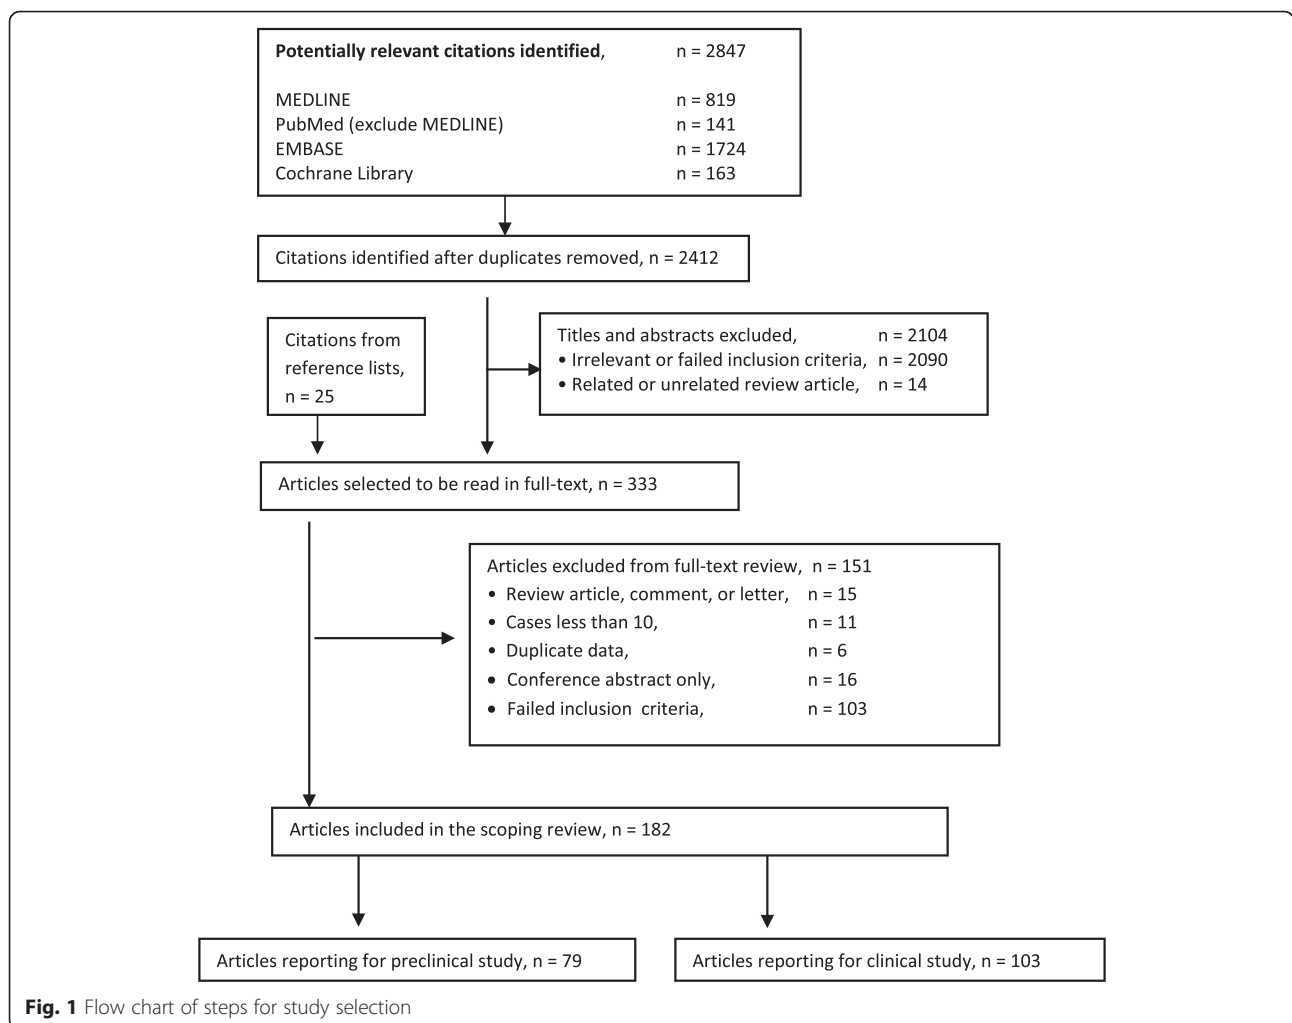 Potentially relevant citations identified, n = 2847
MEDLINE n = 819
PubMed (exclude MEDLINE) n = 141
EMBASE n = 1724
Cochrane Library n = 163
Citations identified after duplicates removed, n = 2412
Citations from
reference lists,
n = 25
Titles and abstracts excluded, n = 2104
• Irrelevant or failed inclusion criteria, n = 2090
• Related or unrelated review article, n = 14
Articles selected to be read in full-text, n = 333
Articles excluded from full-text review, n = 151
• Review article, comment, or letter, n = 15
• Cases less than 10, n = 11
• Duplicate data, n = 6
• Conference abstract only, n = 16
• Failed inclusion criteria, n = 103
Articles included in the scoping review, n = 182
Articles reporting for preclinical study, n = 79
Articles reporting for clinical study, n = 103
Fig. 1 Flow chart of steps for study selection